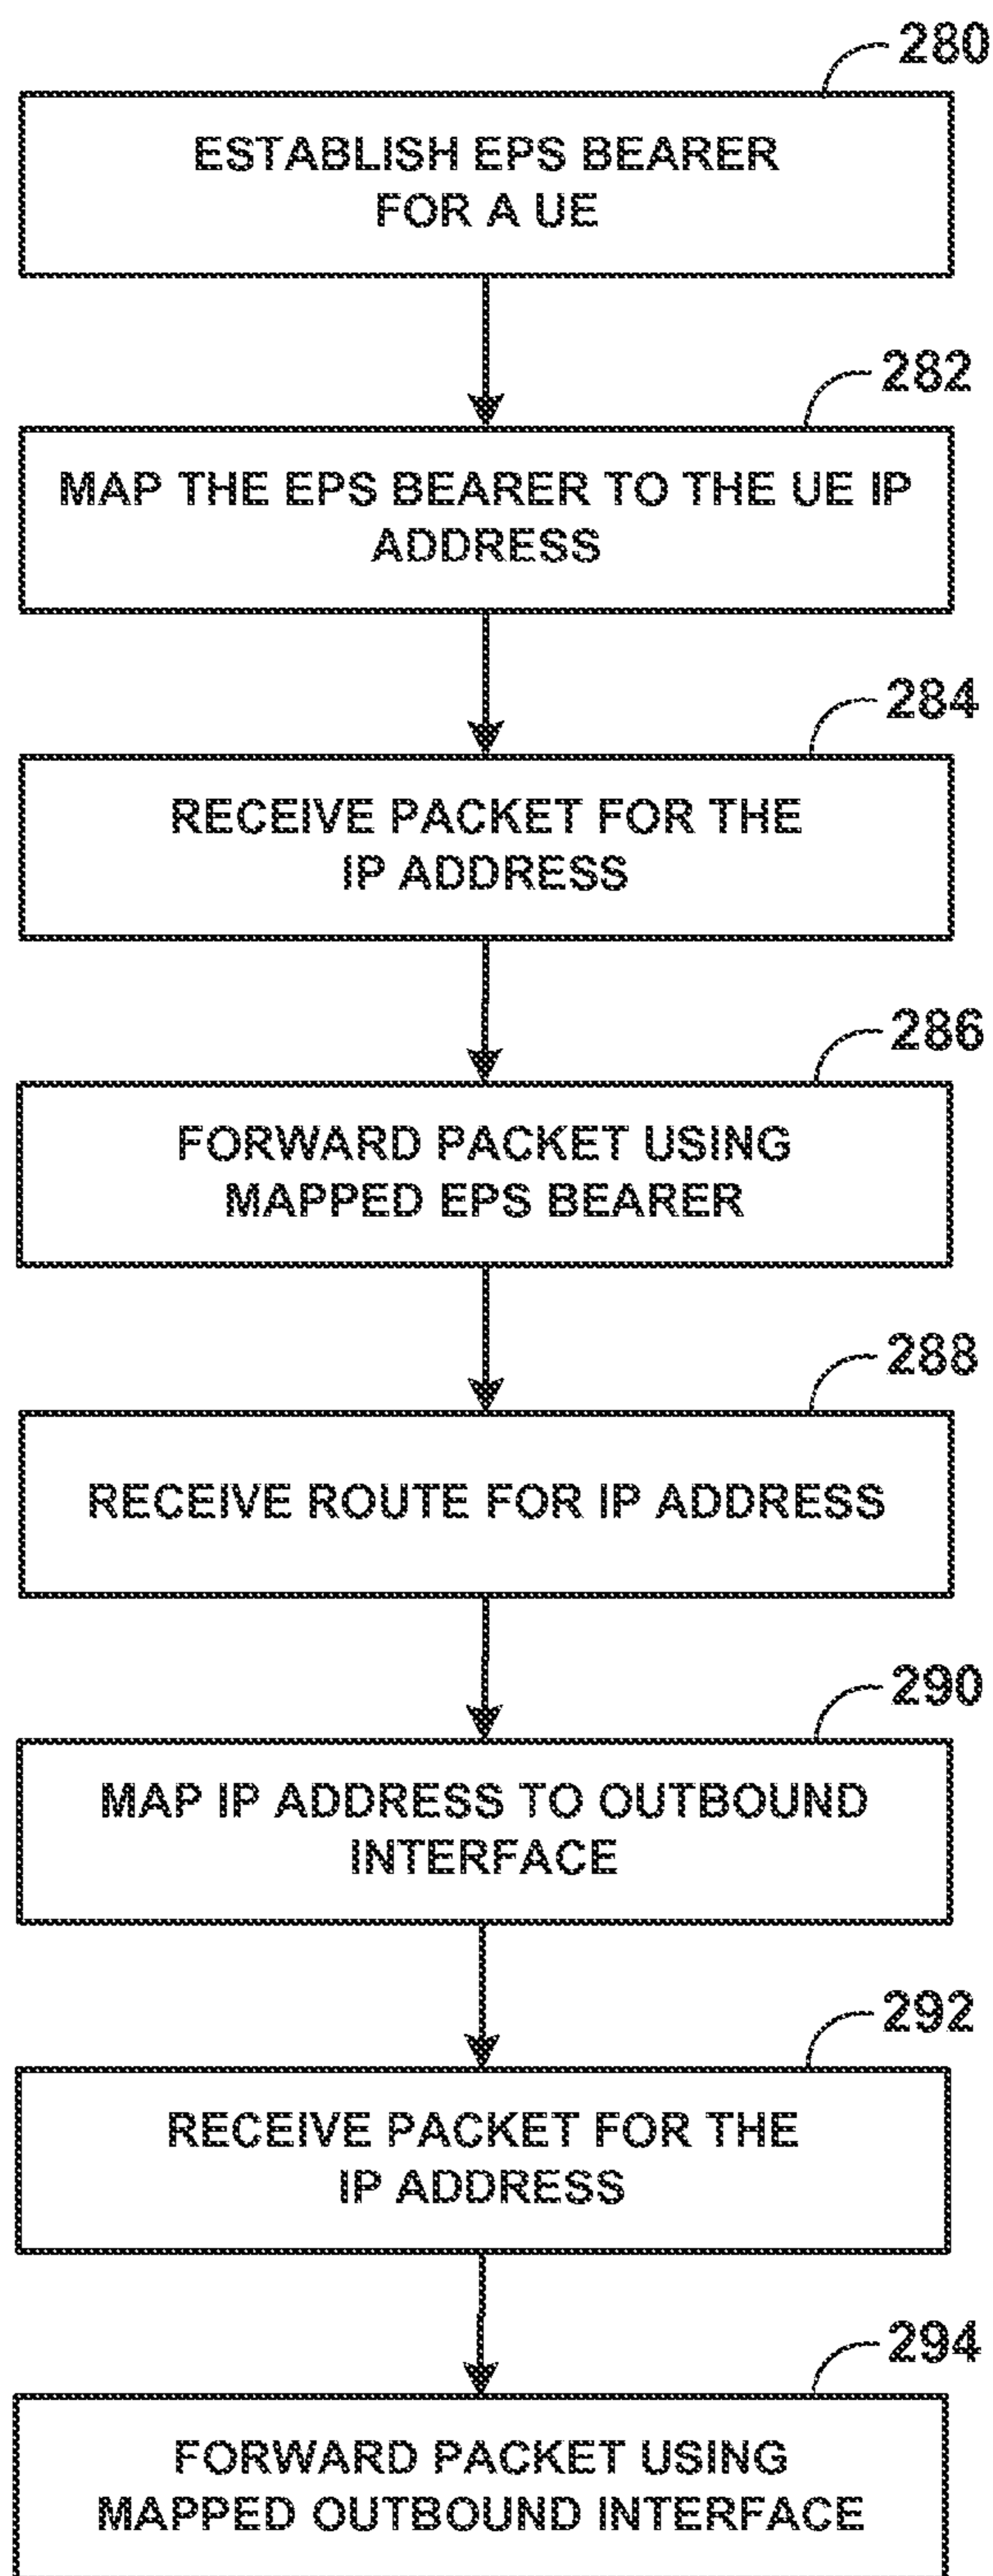 280
ESTABLISH EPS BEARER
FOR A UE
282
MAP THE EPS BEARER TO THE UE IP
ADDRESS
284
RECEIVE PACKET FOR THE
IP ADDRESS
286
FORWARD PACKET USING
MAPPED EPS BEARER
288
RECEIVE ROUTE FOR IP ADDRESS
290
MAP IP ADDRESS TO OUTBOUND
INTERFACE
292
RECEIVE PACKET FOR THE
IP ADDRESS
294
FORWARD PACKET USING
MAPPED OUTBOUND INTERFACE